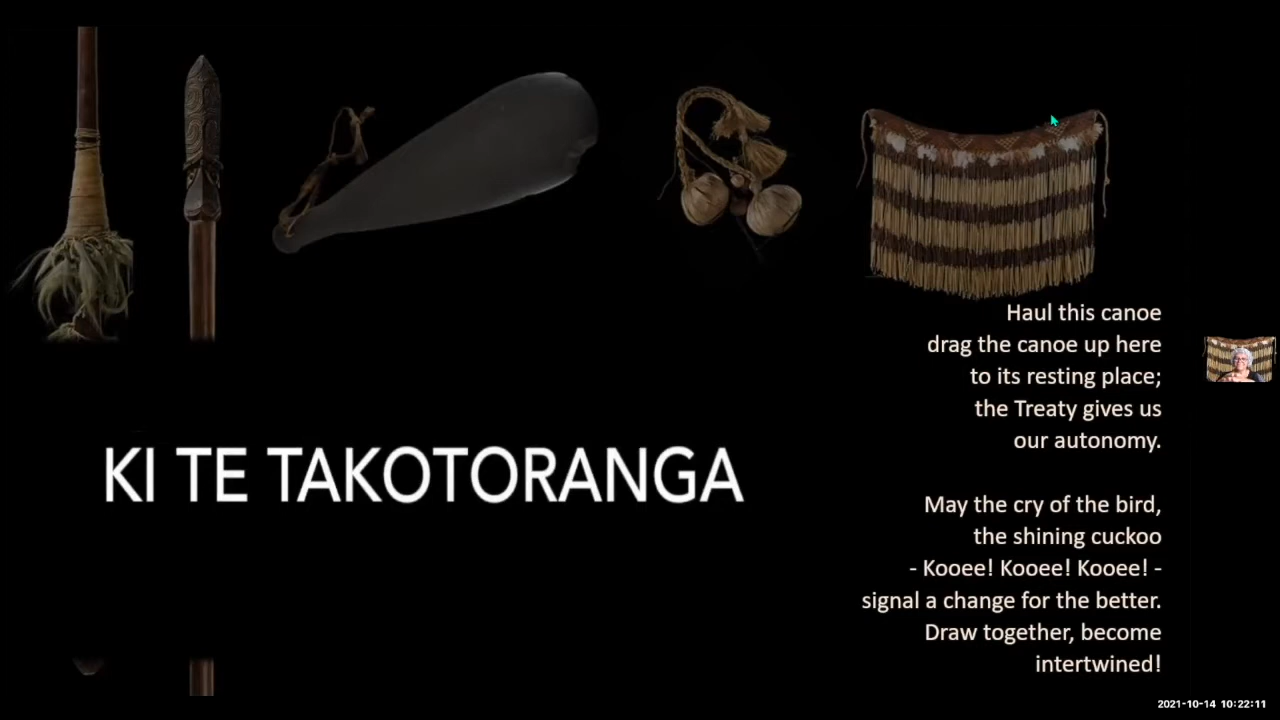 KI TE TAKOTORANGA
Haul this canoe
drag the canoe up here
to its resting place;
the Treaty gives us
our autonomy.
May the cry of the bird,
the shining cuckoo
- Kooee! Kooee! Kooee! -
signal a change for the better.
Draw together, become
intertwined!
2021-10-14 10:22:11